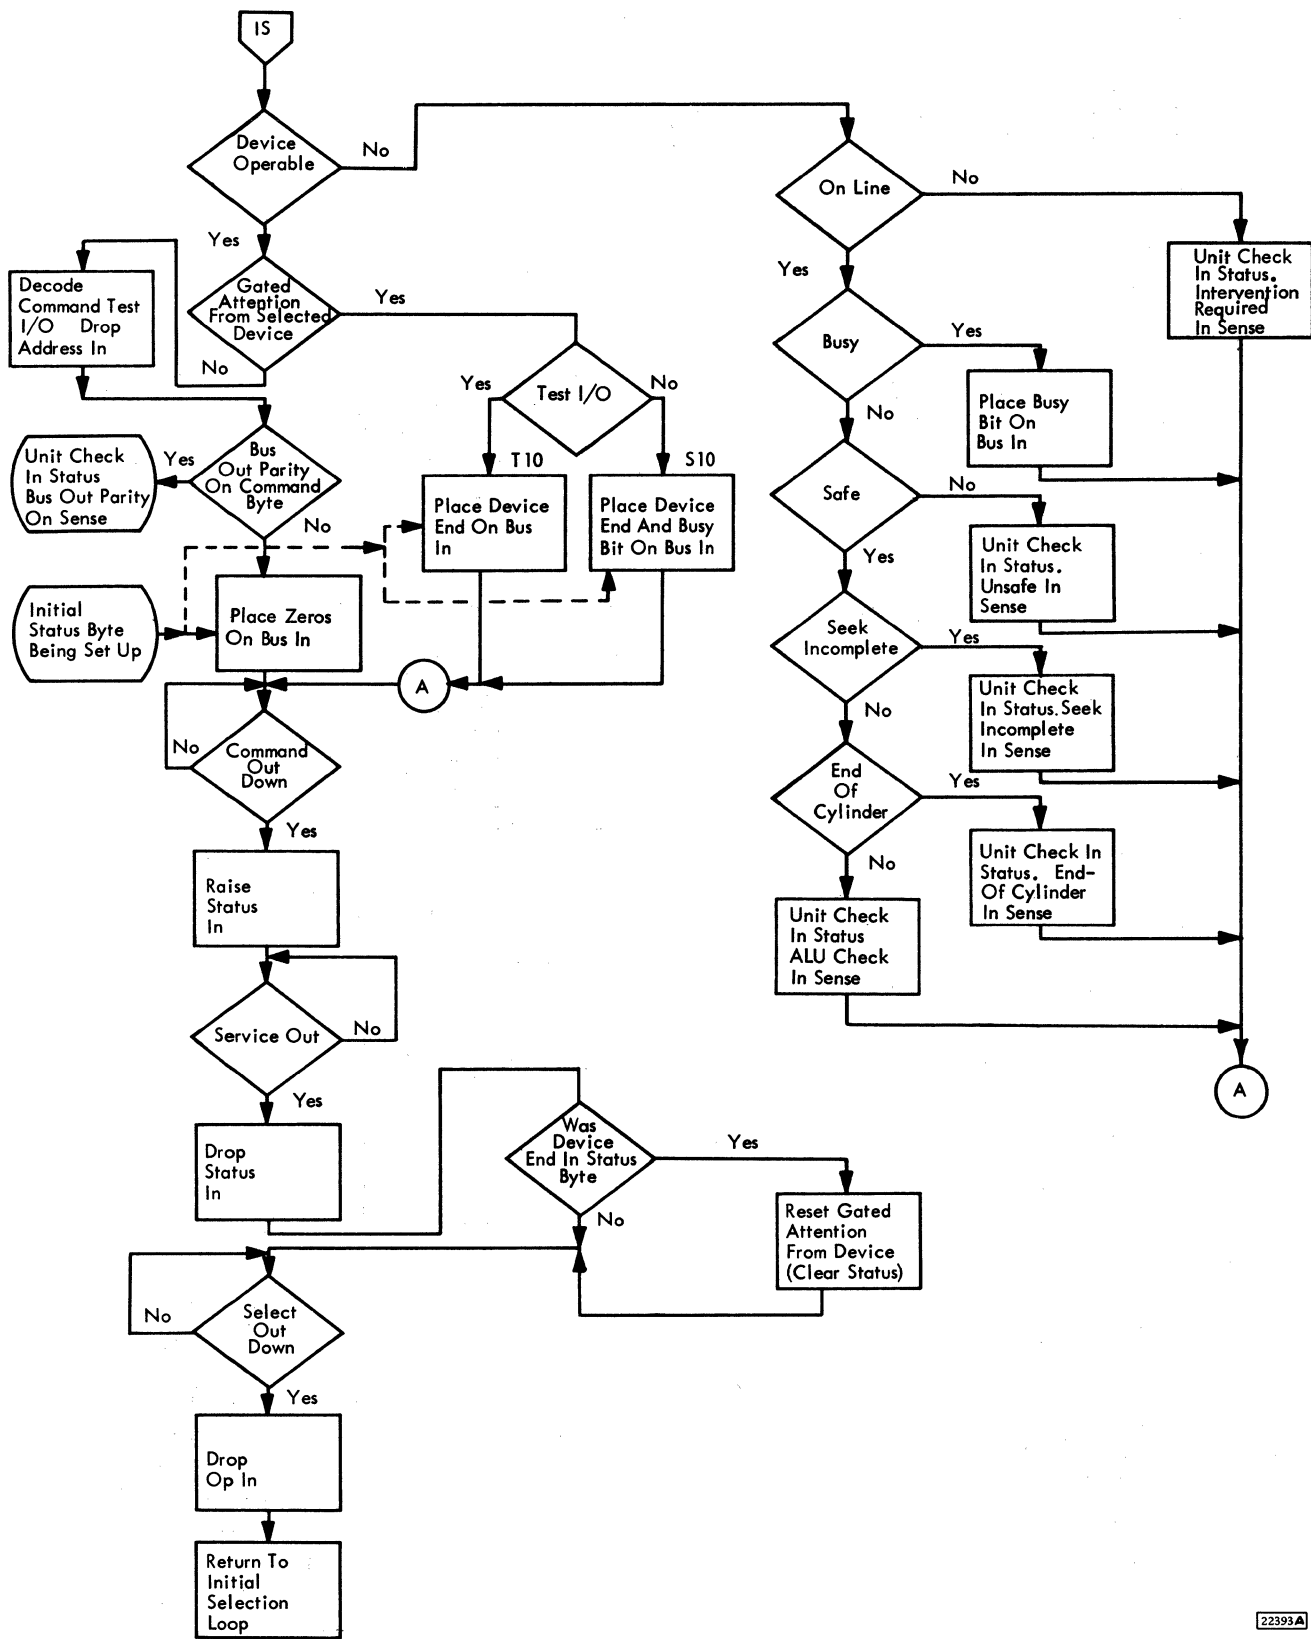 IS
Device
Operable
No
Yes
On Line
No
Yes
Unit Check
In Status.
Intervention
Required
In Sense
Decode
Command Test
I/O Drop
Address In
Gated
Attention
From Selected
Device
Yes
No
Busy
Yes
No
Place Busy
Bit On
Bus In
Test I/O
Yes
No
Unit Check
In Status
Bus Out Parity
On Sense
Yes
Bus
Out Parity
On Command
Byte
No
T10
Place Device
End On Bus
In
S10
Place Device
End And Busy
Bit On Bus In
Safe
No
Yes
Unit Check
In Status.
Unsafe In
Sense
Initial
Status Byte
Being Set Up
Place Zeros
On Bus In
A
Seek
Incomplete
Yes
No
Unit Check
In Status. Seek
Incomplete
In Sense
Command
Out
Down
No
Yes
End
Of
Cylinder
Yes
No
Unit Check In
Status. End-
Of Cylinder
In Sense
Raise
Status
In
Unit Check
In Status
ALU Check
In Sense
Service Out
No
Yes
A
Drop
Status
In
Was
Device
End In Status
Byte
Yes
No
Reset Gated
Attention
From Device
(Clear Status)
Select
Out
Down
No
Yes
Drop
Op In
Return To
Initial
Selection
Loop
22393A